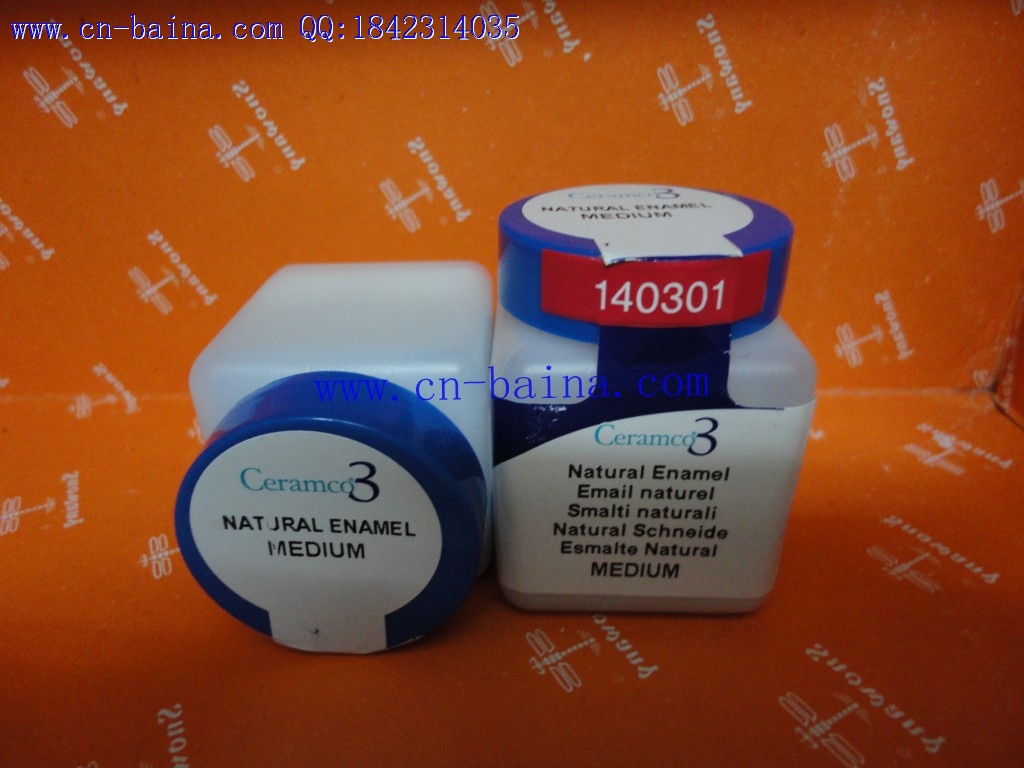 www.cn-baina.com QQ:1842314035
Ceramco3
NATURAL ENAMEL
MEDIUM
140301
www.cn-baina.com
Ceramco3
Natural Enamel
Email naturel
Smalti naturali
Natural Schneide
Esmalte Natural
MEDIUM
Ceramco3
NATURAL ENAMEL
MEDIUM